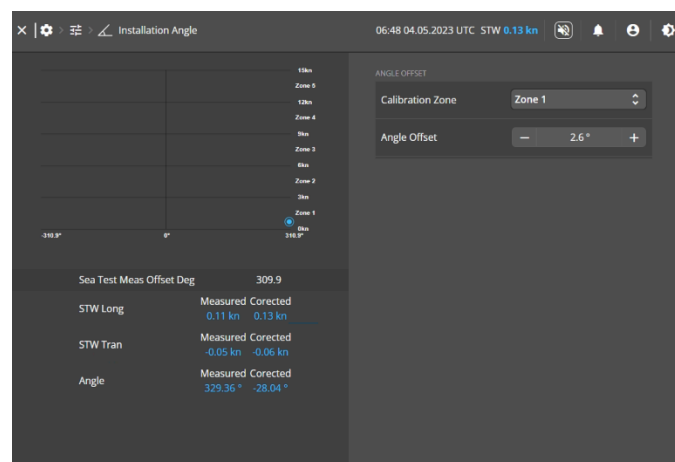 Installation Angle
06:48 04.05.2023 UTC STW 0.13 kn
15kn
Zone 5
12kn
Zone 4
9kn
Zone 3
6kn
Zone 2
3kn
Zone 1
0kn
-310.9° 0° 310.9°
Sea Test Meas Offset Deg 309.9
STW Long
Measured Corected
0.11 kn 0.13 kn
STW Tran
Measured Corected
-0.05 kn -0.06 kn
Angle
Measured Corected
329.36 ° -28.04 °
ANGLE OFFSET
Calibration Zone Zone 1
Angle Offset − 2.6 ° +